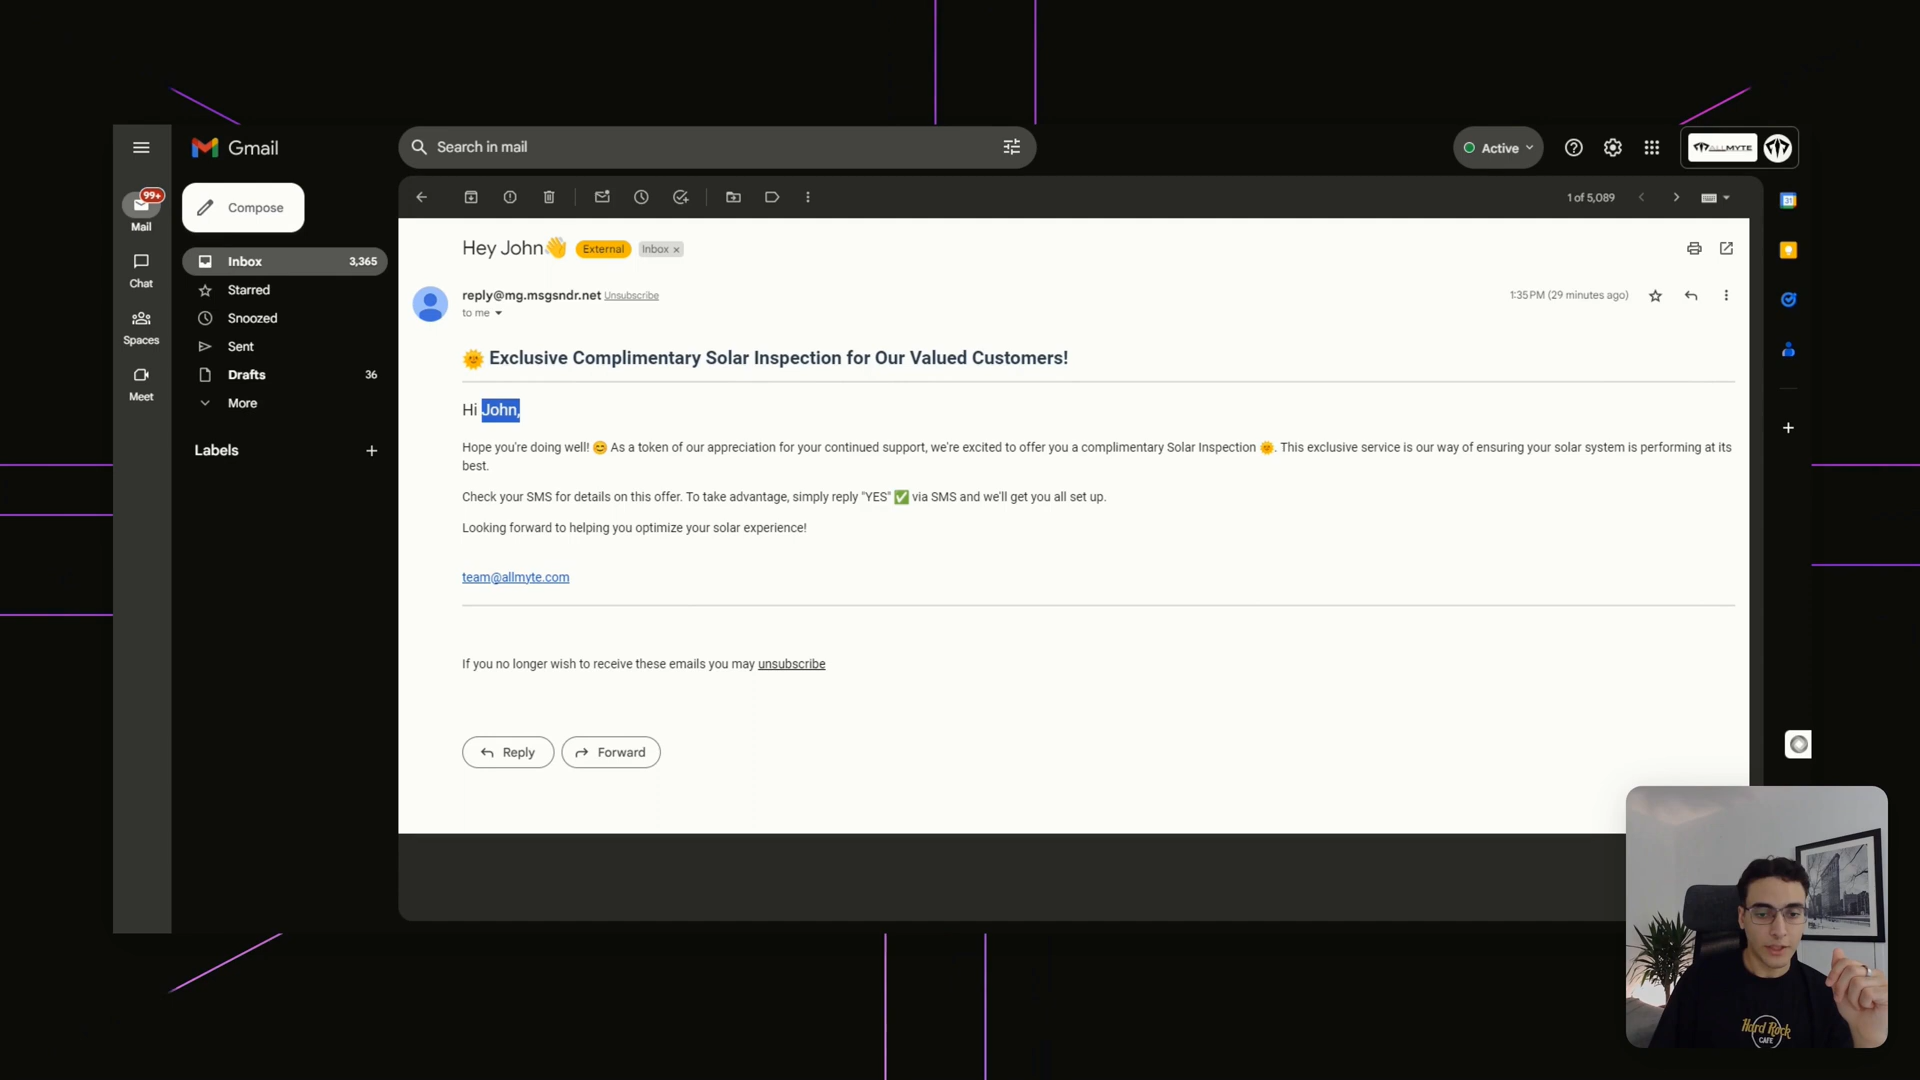 Gmail
Search in mail
Active
ALLMYTE
99+
Mail
Compose
1 of 5,089
Hey John👋 External Inbox x
Inbox 3,365
Chat
Starred
reply@mg.msgsndr.net Unsubscribe
1:35 PM (29 minutes ago)
to me
Snoozed
Spaces
Sent
🌞 Exclusive Complimentary Solar Inspection for Our Valued Customers!
Drafts 36
Meet
More
Hi John,
Labels
Hope you're doing well! 😊 As a token of our appreciation for your continued support, we're excited to offer you a complimentary Solar Inspection 🌞. This exclusive service is our way of ensuring your solar system is performing at its
best.
Check your SMS for details on this offer. To take advantage, simply reply "YES" ✅ via SMS and we'll get you all set up.
Looking forward to helping you optimize your solar experience!
team@allmyte.com
If you no longer wish to receive these emails you may unsubscribe
Reply
Forward
Hard Rock
CAFE
31